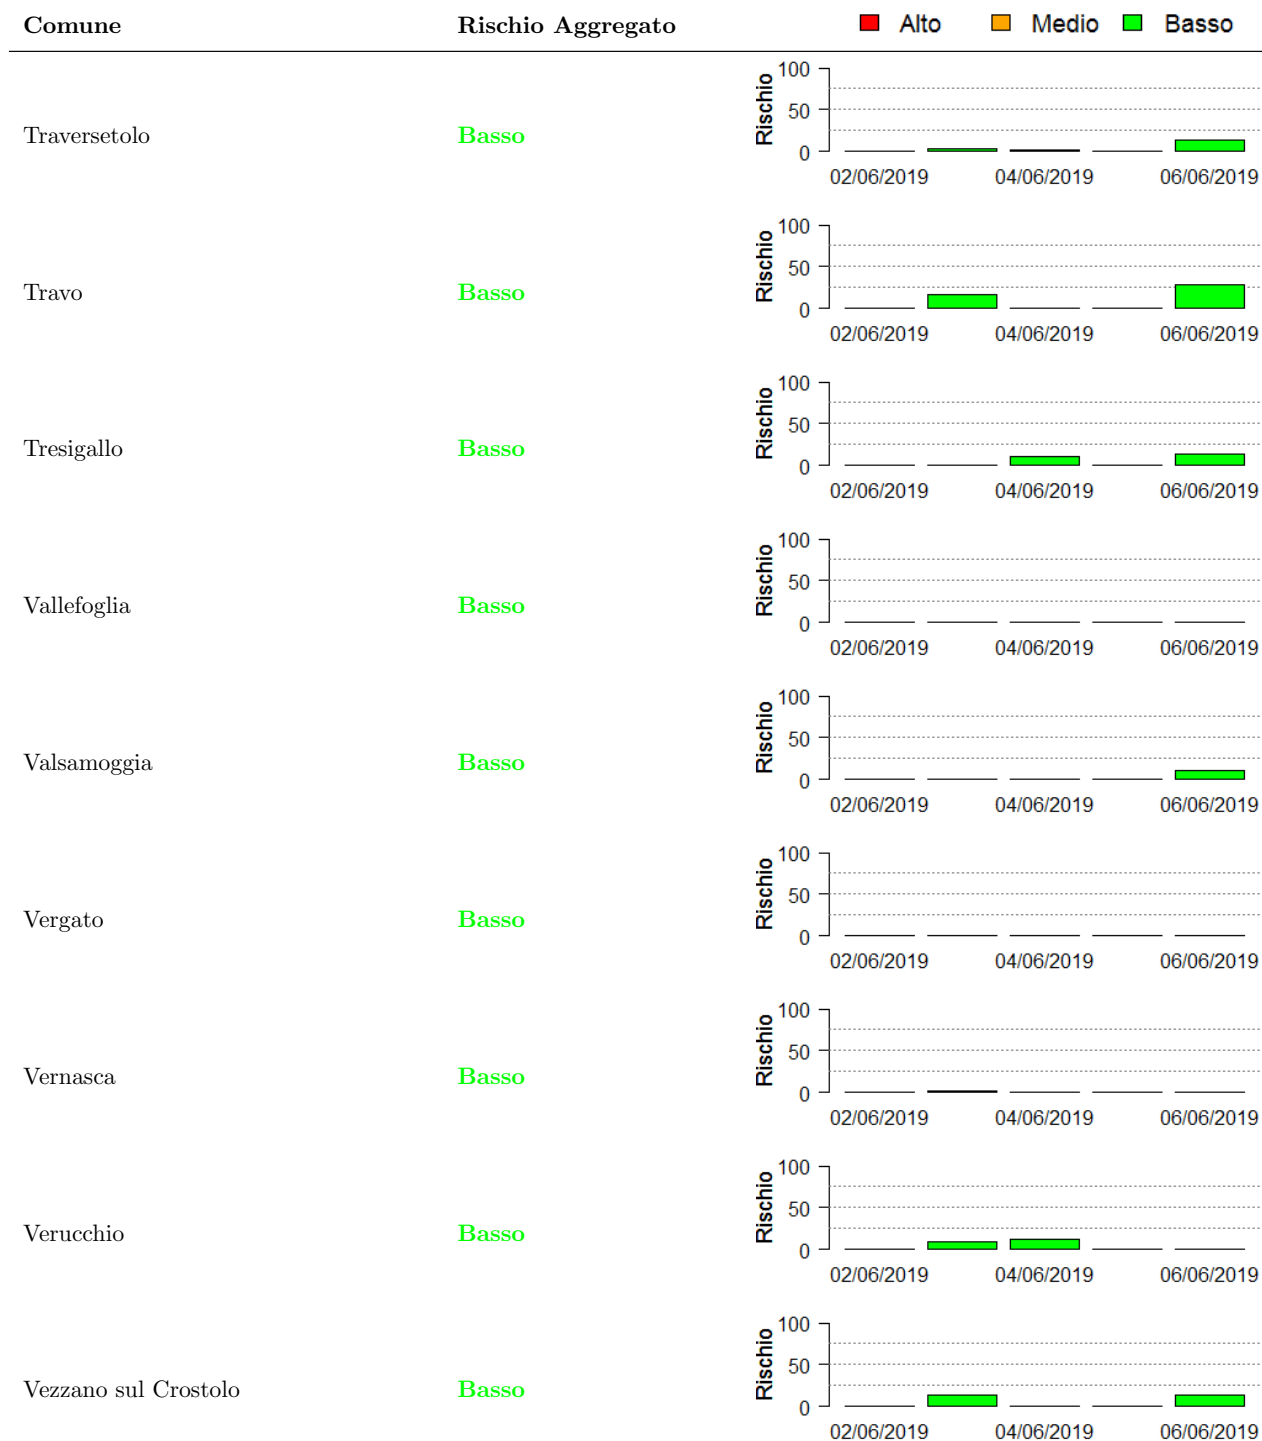 Comune Rischio Aggregato Alto Medio Basso
100
50
0
Rischio
Traversetolo Basso
02/06/2019 04/06/2019 06/06/2019
100
50
0
Rischio
Travo Basso
02/06/2019 04/06/2019 06/06/2019
100
50
0
Rischio
Tresigallo Basso
02/06/2019 04/06/2019 06/06/2019
100
50
0
Rischio
Vallefoglia Basso
02/06/2019 04/06/2019 06/06/2019
100
50
0
Rischio
Valsamoggia Basso
02/06/2019 04/06/2019 06/06/2019
100
50
0
Rischio
Vergato Basso
02/06/2019 04/06/2019 06/06/2019
100
50
0
Rischio
Vernasca Basso
02/06/2019 04/06/2019 06/06/2019
100
50
0
Rischio
Verucchio Basso
02/06/2019 04/06/2019 06/06/2019
100
50
0
Rischio
Vezzano sul Crostolo Basso
02/06/2019 04/06/2019 06/06/2019